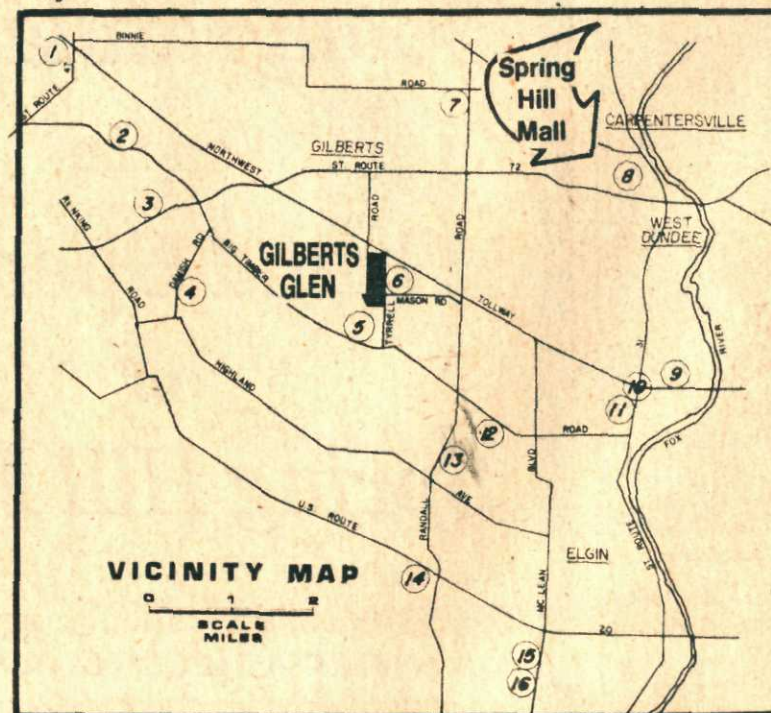 BINNIE
1
47
ST ROUTE
Spring
Hill
Mall
ROAD
7
CARPENTERSVILLE
2
NORTHWEST
GILBERTS
ST. ROUTE
72
8
ROAD
ROAD
3
WEST
DUNDEE
DAMISH RD
BIG TIMBER
GILBERTS
GLEN
6
MASON RD
TOLLWAY
ROAD
4
5
TYRRELL
31
RIVER
9
10
11
HIGHLAND
12
ROAD
FOX
13
BLVD
AVE
RANDALL
U.S. ROUTE
ELGIN
ST ROUTE
VICINITY MAP
14
MC LEAN
0 1 2
SCALE
MILES
20
15
16